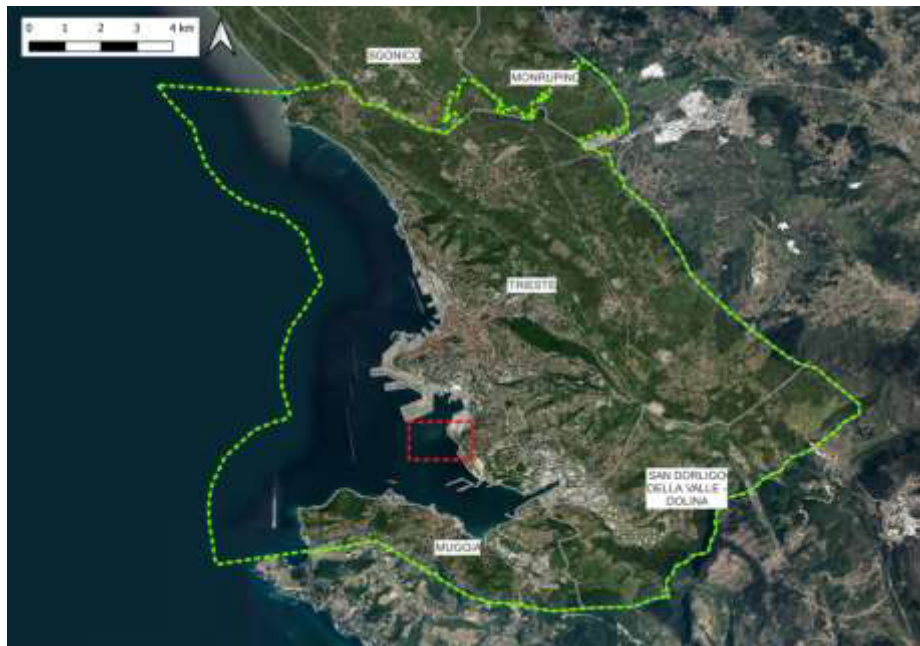 0 1 2 3 4 km
SGONICO
MONRUPINO
TRIESTE
SAN DORLIGO
DELLA VALLE -
DOLINA
MUGGIA